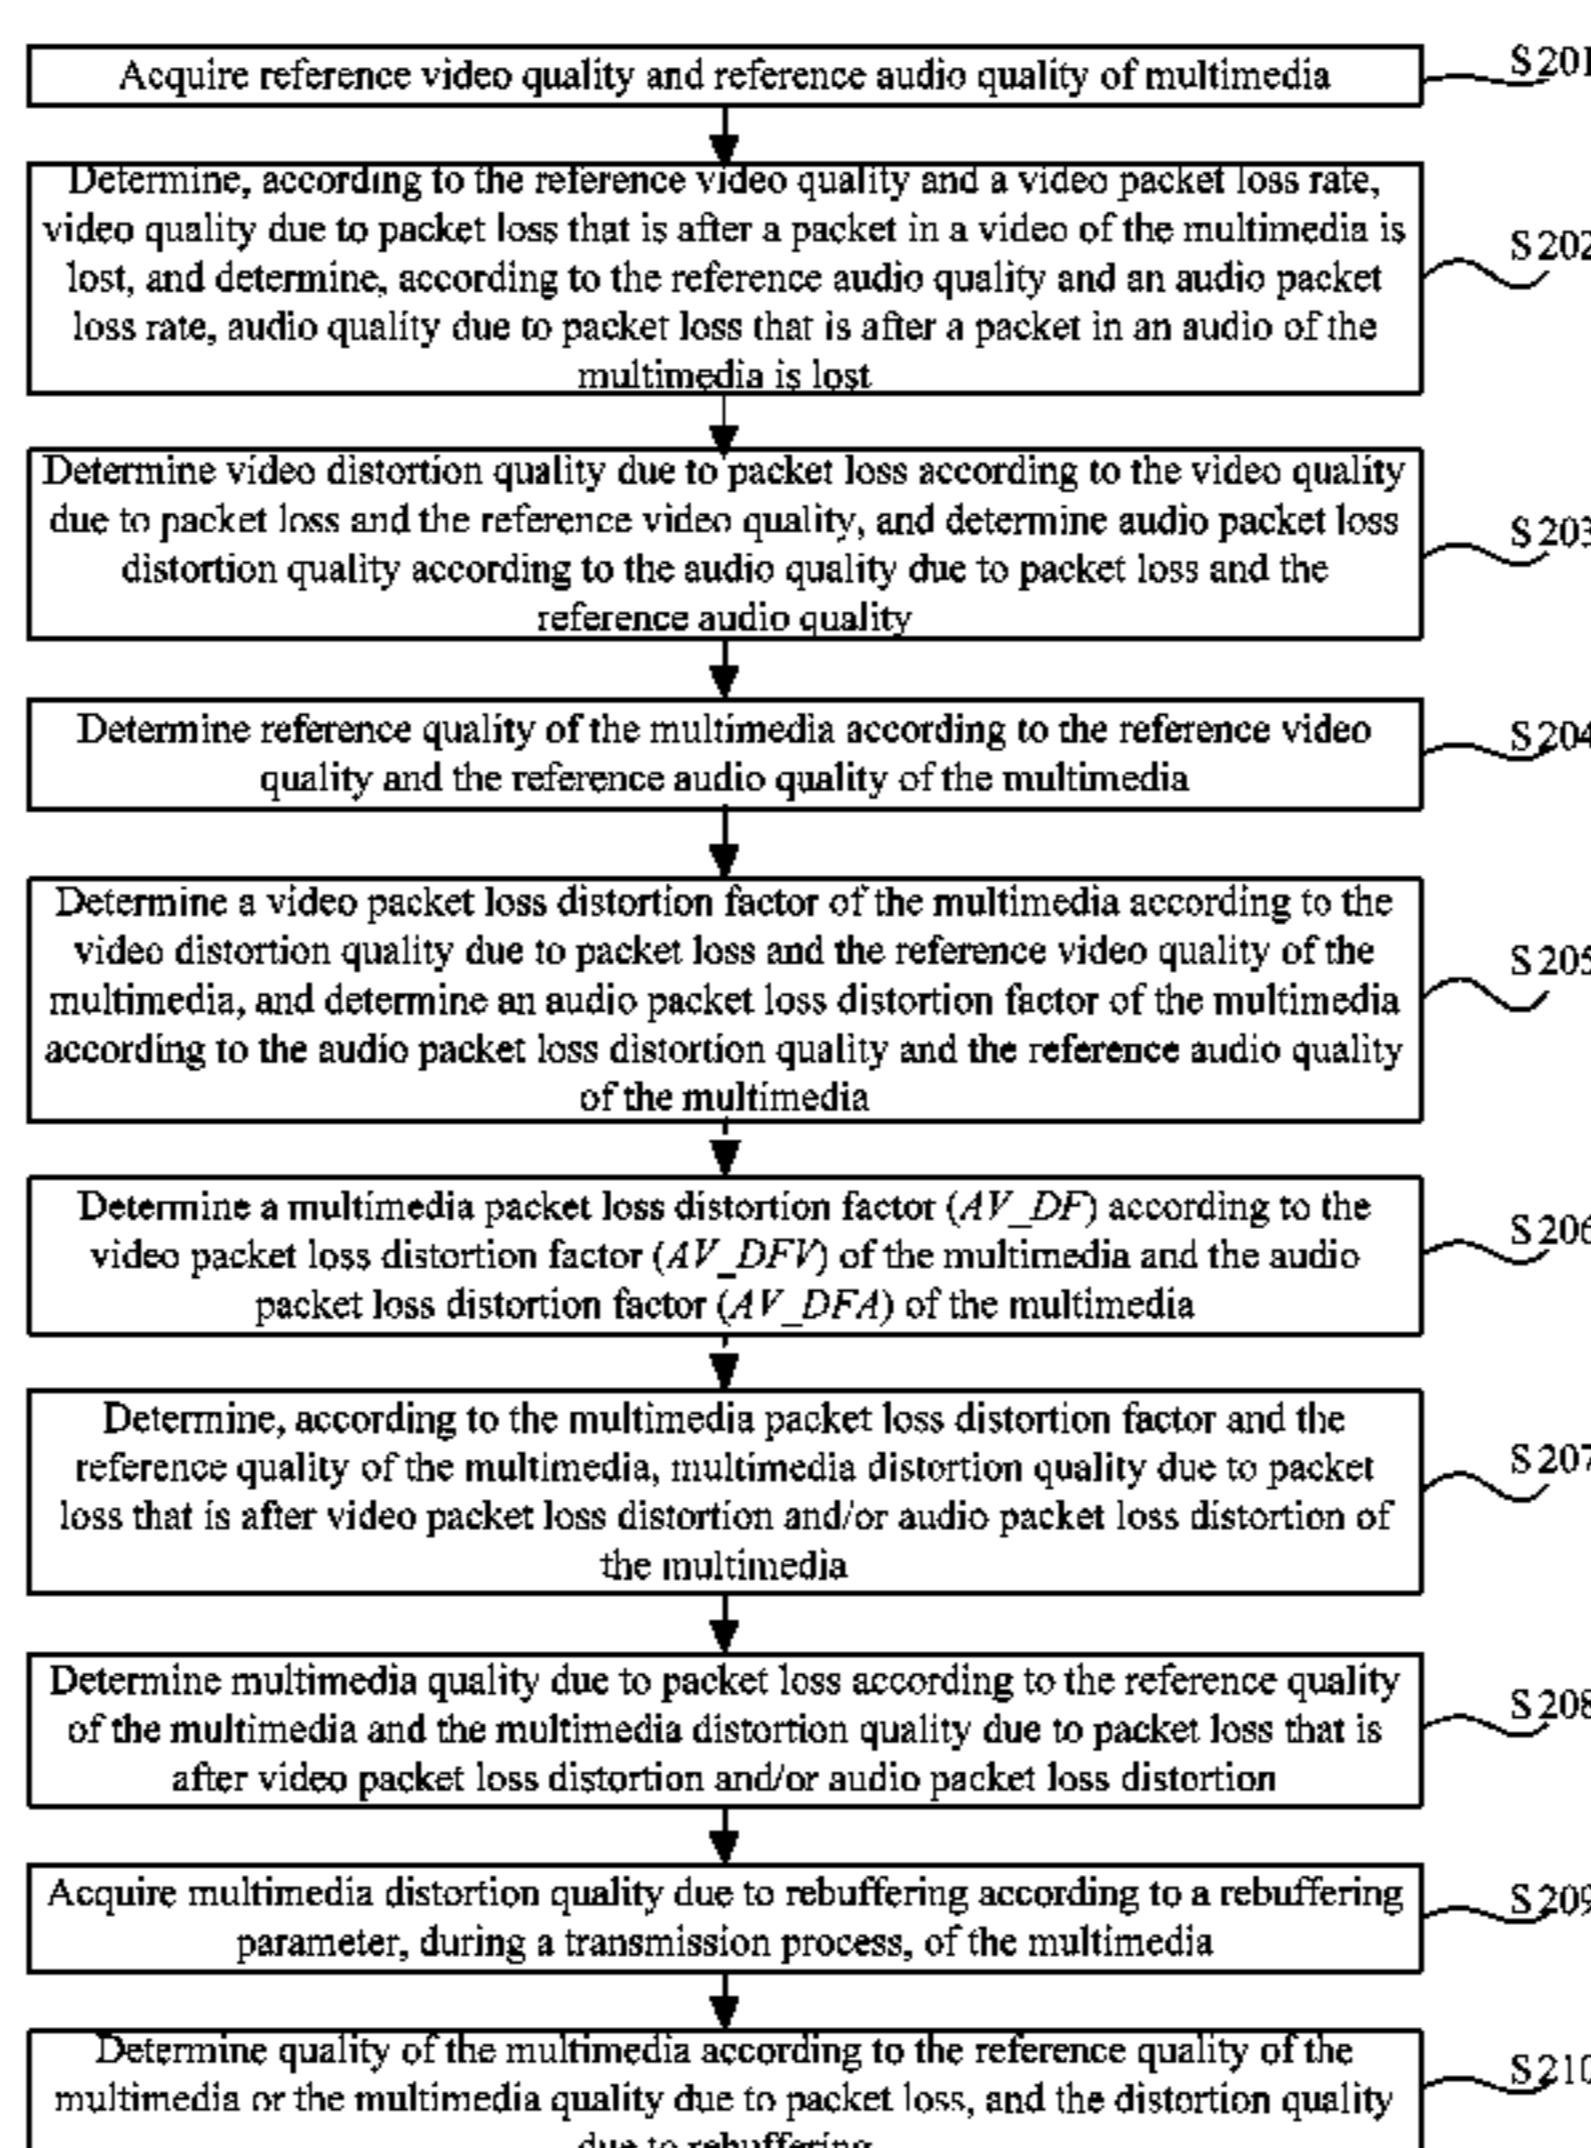 Acquire reference video quality and reference audio quality of multimedia
S201
Determine, according to the reference video quality and a video packet loss rate,
video quality due to packet loss that is after a packet in a video of the multimedia is
lost, and determine, according to the reference audio quality and an audio packet
loss rate, audio quality due to packet loss that is after a packet in an audio of the
multimedia is lost
S202
Determine video distortion quality due to packet loss according to the video quality
due to packet loss and the reference video quality, and determine audio packet loss
distortion quality according to the audio quality due to packet loss and the
reference audio quality
S203
Determine reference quality of the multimedia according to the reference video
quality and the reference audio quality of the multimedia
S204
Determine a video packet loss distortion factor of the multimedia according to the
video distortion quality due to packet loss and the reference video quality of the
multimedia, and determine an audio packet loss distortion factor of the multimedia
according to the audio packet loss distortion quality and the reference audio quality
of the multimedia
S205
Determine a multimedia packet loss distortion factor (AV_DF) according to the
video packet loss distortion factor (AV_DFV) of the multimedia and the audio
packet loss distortion factor (AV_DFA) of the multimedia
S206
Determine, according to the multimedia packet loss distortion factor and the
reference quality of the multimedia, multimedia distortion quality due to packet
loss that is after video packet loss distortion and/or audio packet loss distortion of
the multimedia
S207
Determine multimedia quality due to packet loss according to the reference quality
of the multimedia and the multimedia distortion quality due to packet loss that is
after video packet loss distortion and/or audio packet loss distortion
S208
Acquire multimedia distortion quality due to rebuffering according to a rebuffering
parameter, during a transmission process, of the multimedia
S209
Determine quality of the multimedia according to the reference quality of the
multimedia or the multimedia quality due to packet loss, and the distortion quality
due to rebuffering
S210